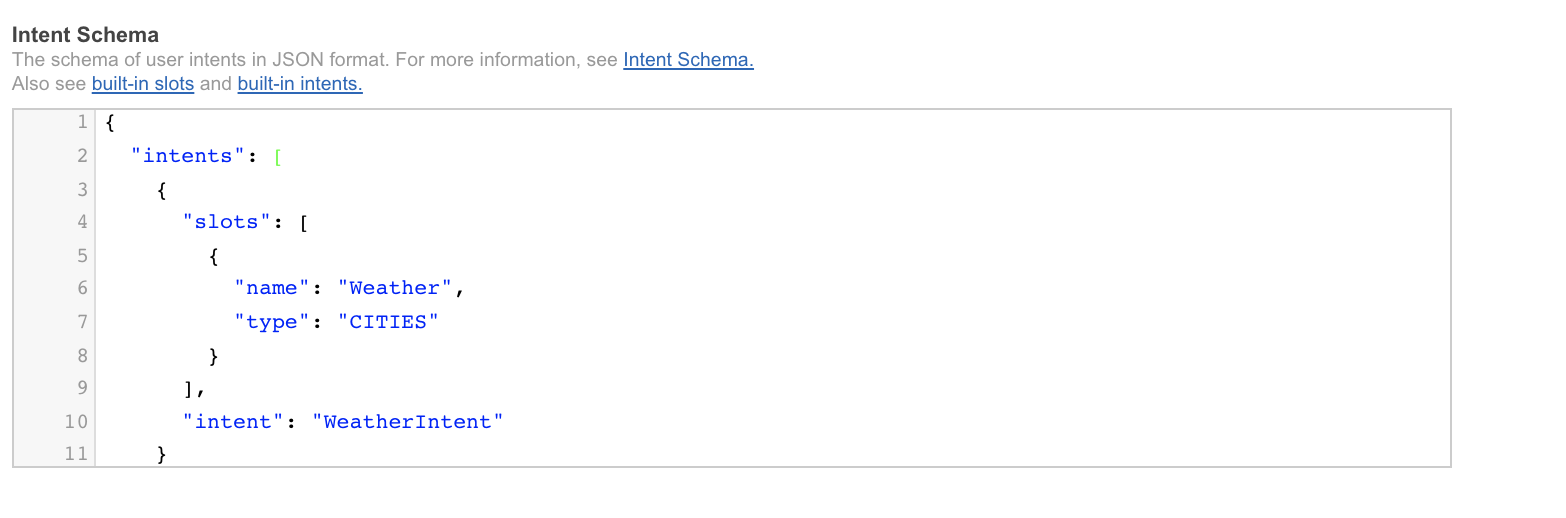 Intent Schema
The schema of user intents in JSON format. For more information, see Intent Schema.
Also see built-in slots and built-in intents.
1 {
2   "intents": [
3     {
4       "slots": [
5         {
6           "name": "Weather",
7           "type": "CITIES"
8         }
9       ],
10       "intent": "WeatherIntent"
11     }